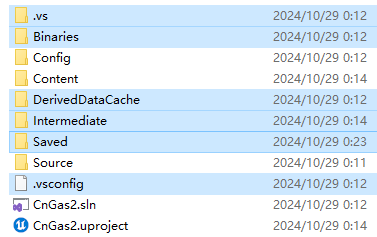 .vs 2024/10/29 0:12
Binaries 2024/10/29 0:12
Config 2024/10/29 0:12
Content 2024/10/29 0:14
DerivedDataCache 2024/10/29 0:12
Intermediate 2024/10/29 0:14
Saved 2024/10/29 0:23
Source 2024/10/29 0:11
.vsconfig 2024/10/29 0:12
CnGas2.sln 2024/10/29 0:12
CnGas2.uproject 2024/10/29 0:14